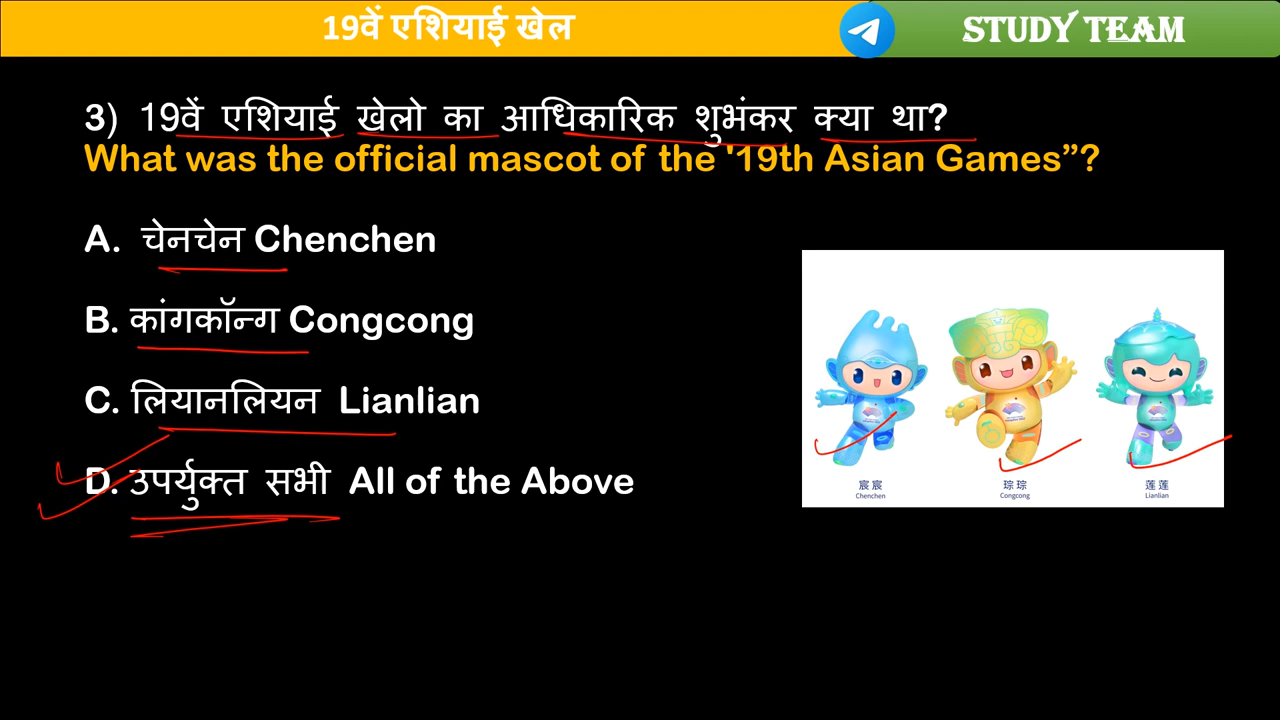 19वें एशियाई खेल
STUDY TEAM
3) 19वें एशियाई खेलो का आधिकारिक शुभंकर क्या था?
What was the official mascot of the '19th Asian Games”?
A. चेनचेन Chenchen
B. कांगकॉन्ग Congcong
C. लियानलियन Lianlian
D. उपर्युक्त सभी All of the Above
宸宸 琮琮 莲莲
Chenchen Congcong Lianlian